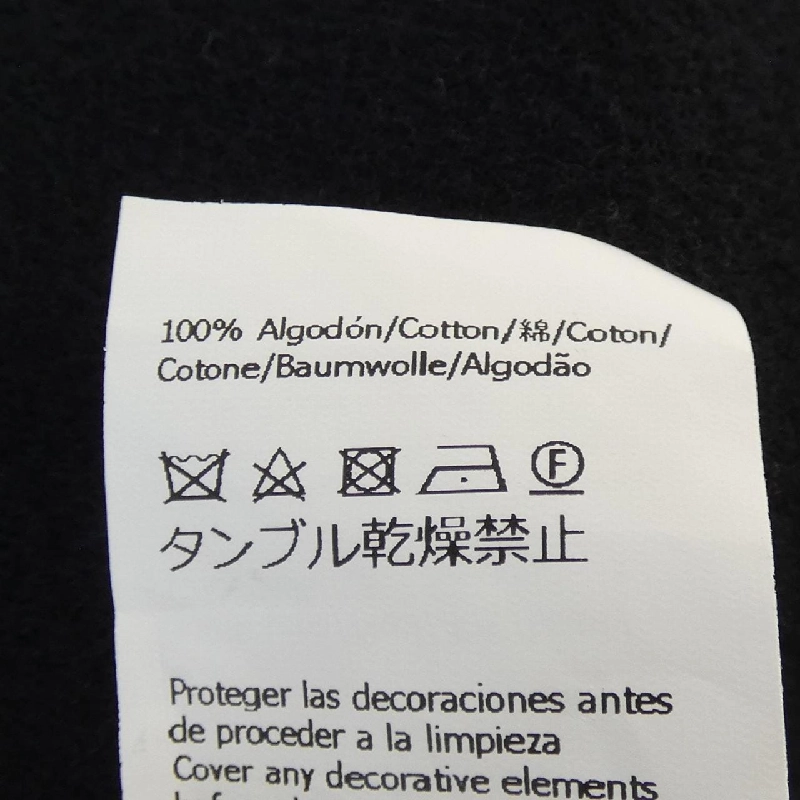 100% Algodón/Cotton/綿/Coton/
Cotone/Baumwolle/Algodão
F
タンブル乾燥禁止
Proteger las decoraciones antes
de proceder a la limpieza
Cover any decorative elements